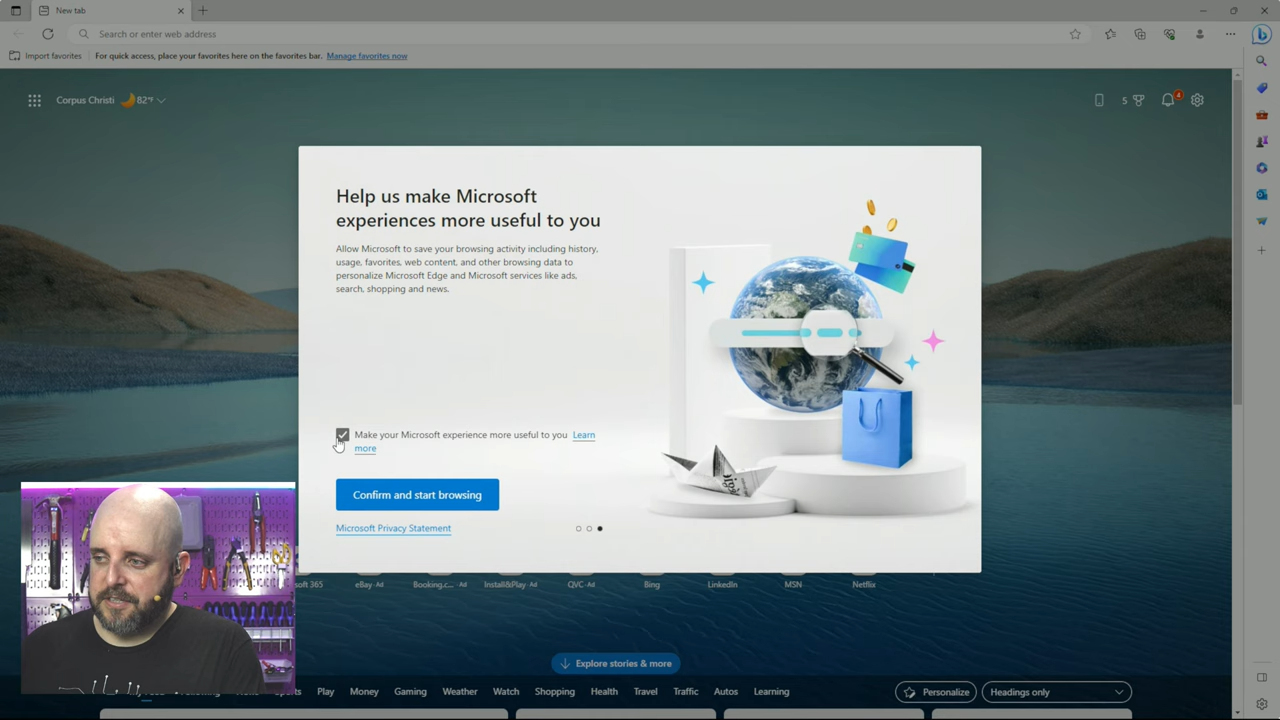 New tab
Search or enter web address
Import favorites
For quick access, place your favorites here on the favorites bar. Manage favorites now
Corpus Christi 82°F
5
4
Help us make Microsoft
experiences more useful to you
Allow Microsoft to save your browsing activity including history,
usage, favorites, web content, and other browsing data to
personalize Microsoft Edge and Microsoft services like ads,
search, shopping and news.
Make your Microsoft experience more useful to you Learn
more
Confirm and start browsing
Microsoft Privacy Statement
365 eBay · Ad Booking.c... · Ad Install&Play · Ad QVC · Ad Bing LinkedIn MSN Netflix
Explore stories & more
Play Money Gaming Weather Watch Shopping Health Travel Traffic Autos Learning
Personalize
Headings only